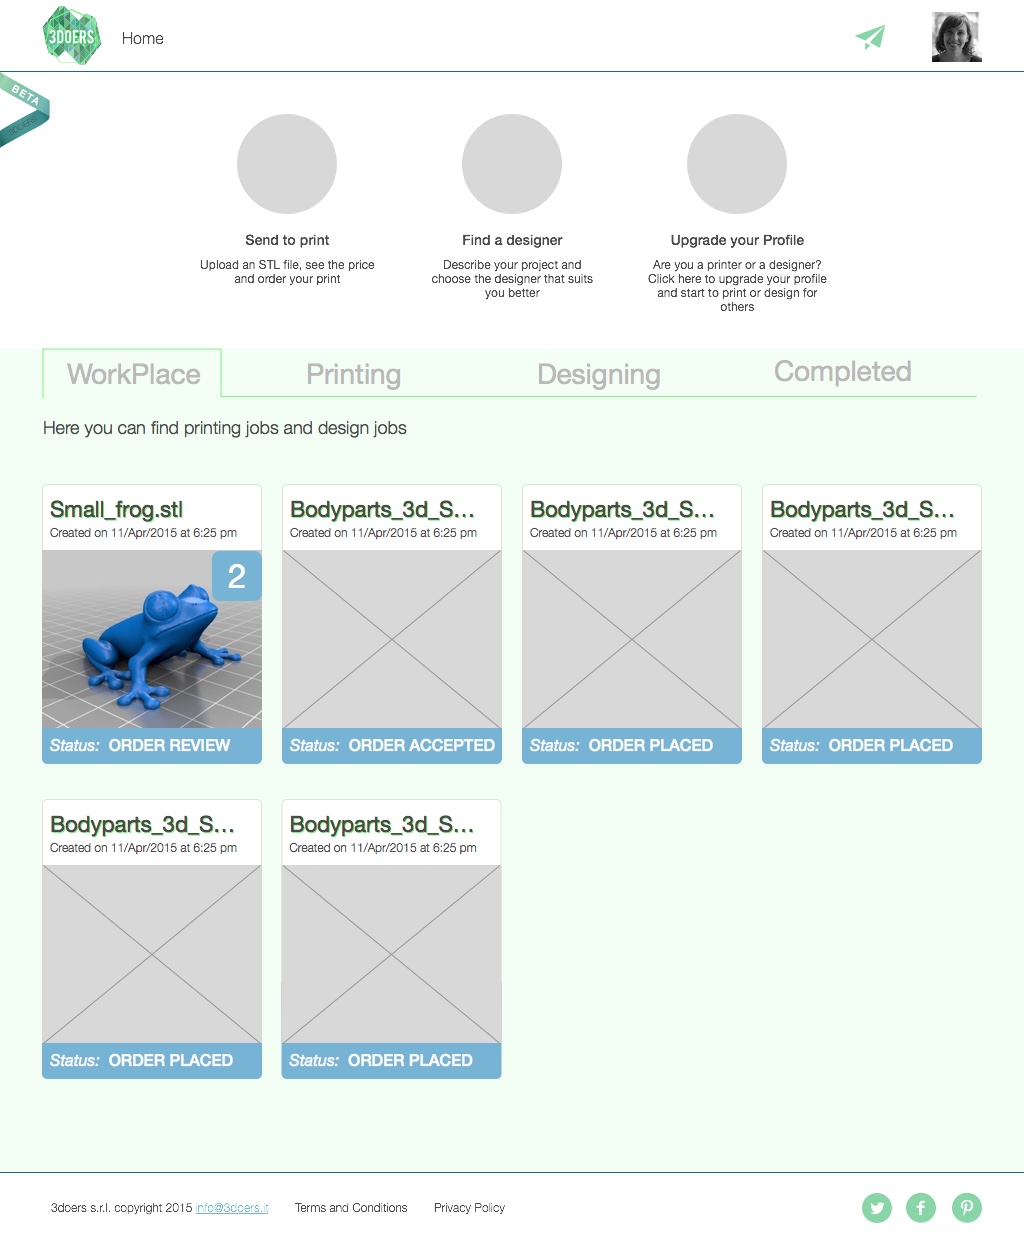 3DOERS
Home
BETA
3DOERS
Send to print
Upload an STL file, see the price
and order your print
Find a designer
Describe your project and
choose the designer that suits
you better
Upgrade your Profile
Are you a printer or a designer?
Click here to upgrade your profile
and start to print or design for
others
WorkPlace
Printing
Designing
Completed
Here you can find printing jobs and design jobs
Small_frog.stl
Created on 11/Apr/2015 at 6:25 pm
2
Status: ORDER REVIEW
Bodyparts_3d_S...
Created on 11/Apr/2015 at 6:25 pm
Status: ORDER ACCEPTED
Bodyparts_3d_S...
Created on 11/Apr/2015 at 6:25 pm
Status: ORDER PLACED
Bodyparts_3d_S...
Created on 11/Apr/2015 at 6:25 pm
Status: ORDER PLACED
Bodyparts_3d_S...
Created on 11/Apr/2015 at 6:25 pm
Status: ORDER PLACED
Bodyparts_3d_S...
Created on 11/Apr/2015 at 6:25 pm
Status: ORDER PLACED
3doers s.r.l. copyright 2015 info@3doers.it
Terms and Conditions
Privacy Policy